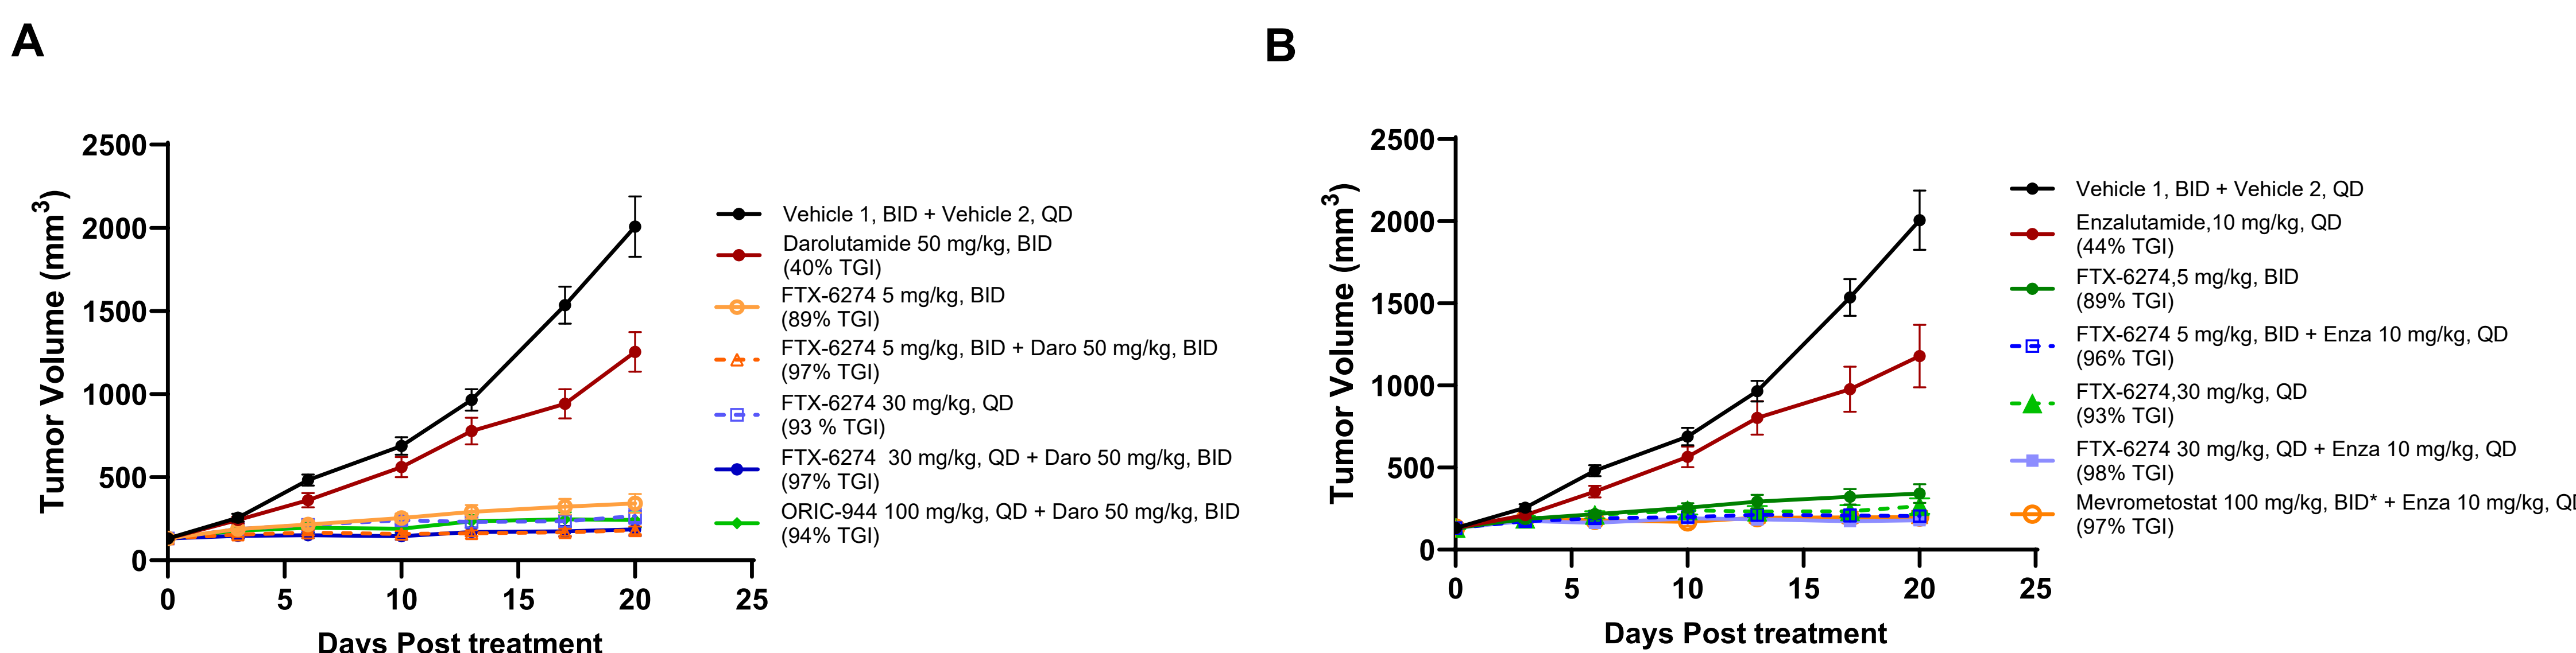 A
2500
2000
1500
1000
500
0
Tumor Volume (mm3)
0 5 10 15 20 25
Days Post treatment
Vehicle 1, BID + Vehicle 2, QD
Darolutamide 50 mg/kg, BID
(40% TGI)
FTX-6274 5 mg/kg, BID
(89% TGI)
FTX-6274 5 mg/kg, BID + Daro 50 mg/kg, BID
(97% TGI)
FTX-6274 30 mg/kg, QD
(93 % TGI)
FTX-6274  30 mg/kg, QD + Daro 50 mg/kg, BID
(97% TGI)
ORIC-944 100 mg/kg, QD + Daro 50 mg/kg, BID
(94% TGI)
B
2500
2000
1500
1000
500
0
Tumor Volume (mm3)
0 5 10 15 20 25
Days Post treatment
Vehicle 1, BID + Vehicle 2, QD
Enzalutamide,10 mg/kg, QD
(44% TGI)
FTX-6274,5 mg/kg, BID
(89% TGI)
FTX-6274 5 mg/kg, BID + Enza 10 mg/kg, QD
(96% TGI)
FTX-6274,30 mg/kg, QD
(93% TGI)
FTX-6274 30 mg/kg, QD + Enza 10 mg/kg, QD
(98% TGI)
Mevrometostat 100 mg/kg, BID* + Enza 10 mg/kg, QD
(97% TGI)